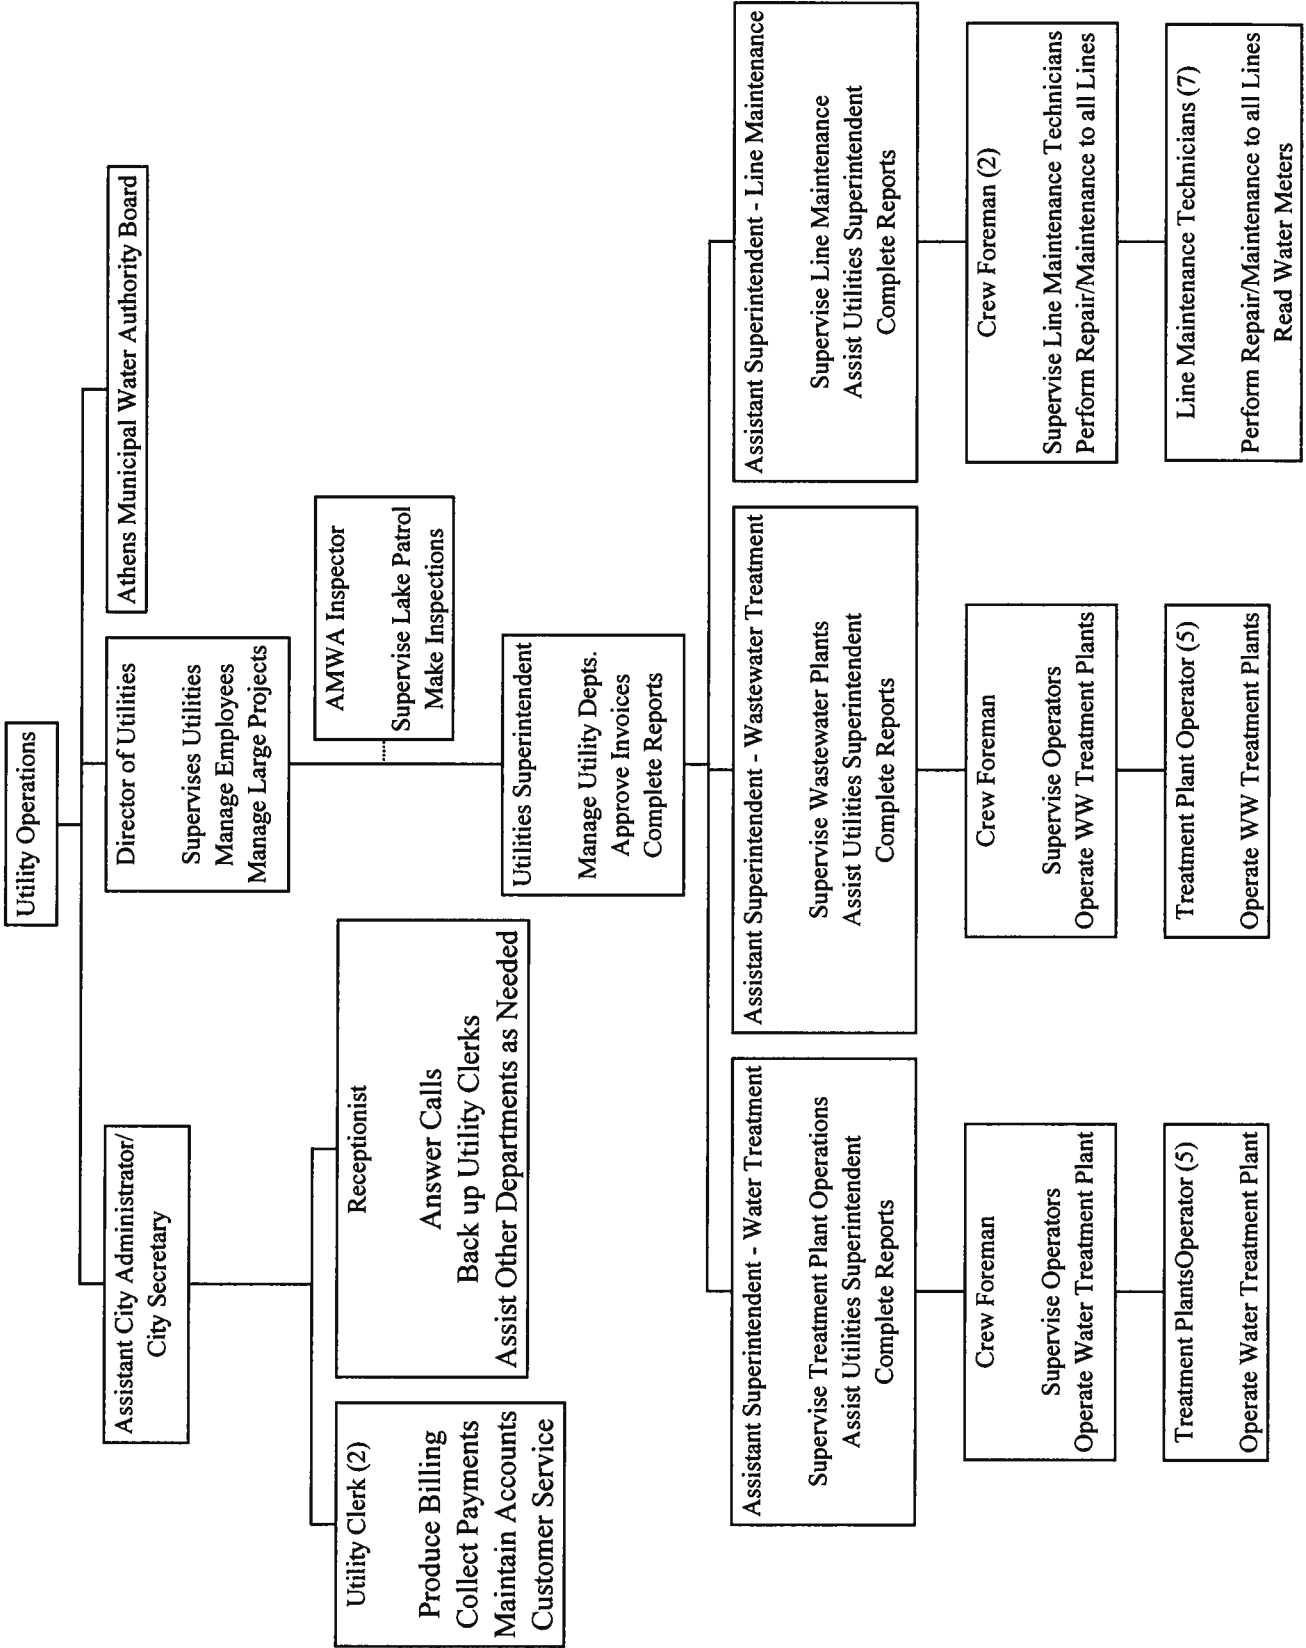 Utility Operations
Assistant City Administrator/
City Secretary
Director of Utilities
Supervises Utilities
Manage Employees
Manage Large Projects
Athens Municipal Water Authority Board
Utility Clerk (2)
Produce Billing
Collect Payments
Maintain Accounts
Customer Service
Receptionist
Answer Calls
Back up Utility Clerks
Assist Other Departments as Needed
AMWA Inspector
Supervise Lake Patrol
Make Inspections
Utilities Superintendent
Manage Utility Depts.
Approve Invoices
Complete Reports
Assistant Superintendent - Water Treatment
Supervise Treatment Plant Operations
Assist Utilities Superintendent
Complete Reports
Assistant Superintendent - Wastewater Treatment
Supervise Wastewater Plants
Assist Utilities Superintendent
Complete Reports
Assistant Superintendent - Line Maintenance
Supervise Line Maintenance
Assist Utilities Superintendent
Complete Reports
Crew Foreman
Supervise Operators
Operate Water Treatment Plant
Crew Foreman
Supervise Operators
Operate WW Treatment Plants
Crew Foreman (2)
Supervise Line Maintenance Technicians
Perform Repair/Maintenance to all Lines
Treatment PlantsOperator (5)
Operate Water Treatment Plant
Treatment Plant Operator (5)
Operate WW Treatment Plants
Line Maintenance Technicians (7)
Perform Repair/Maintenance to all Lines
Read Water Meters